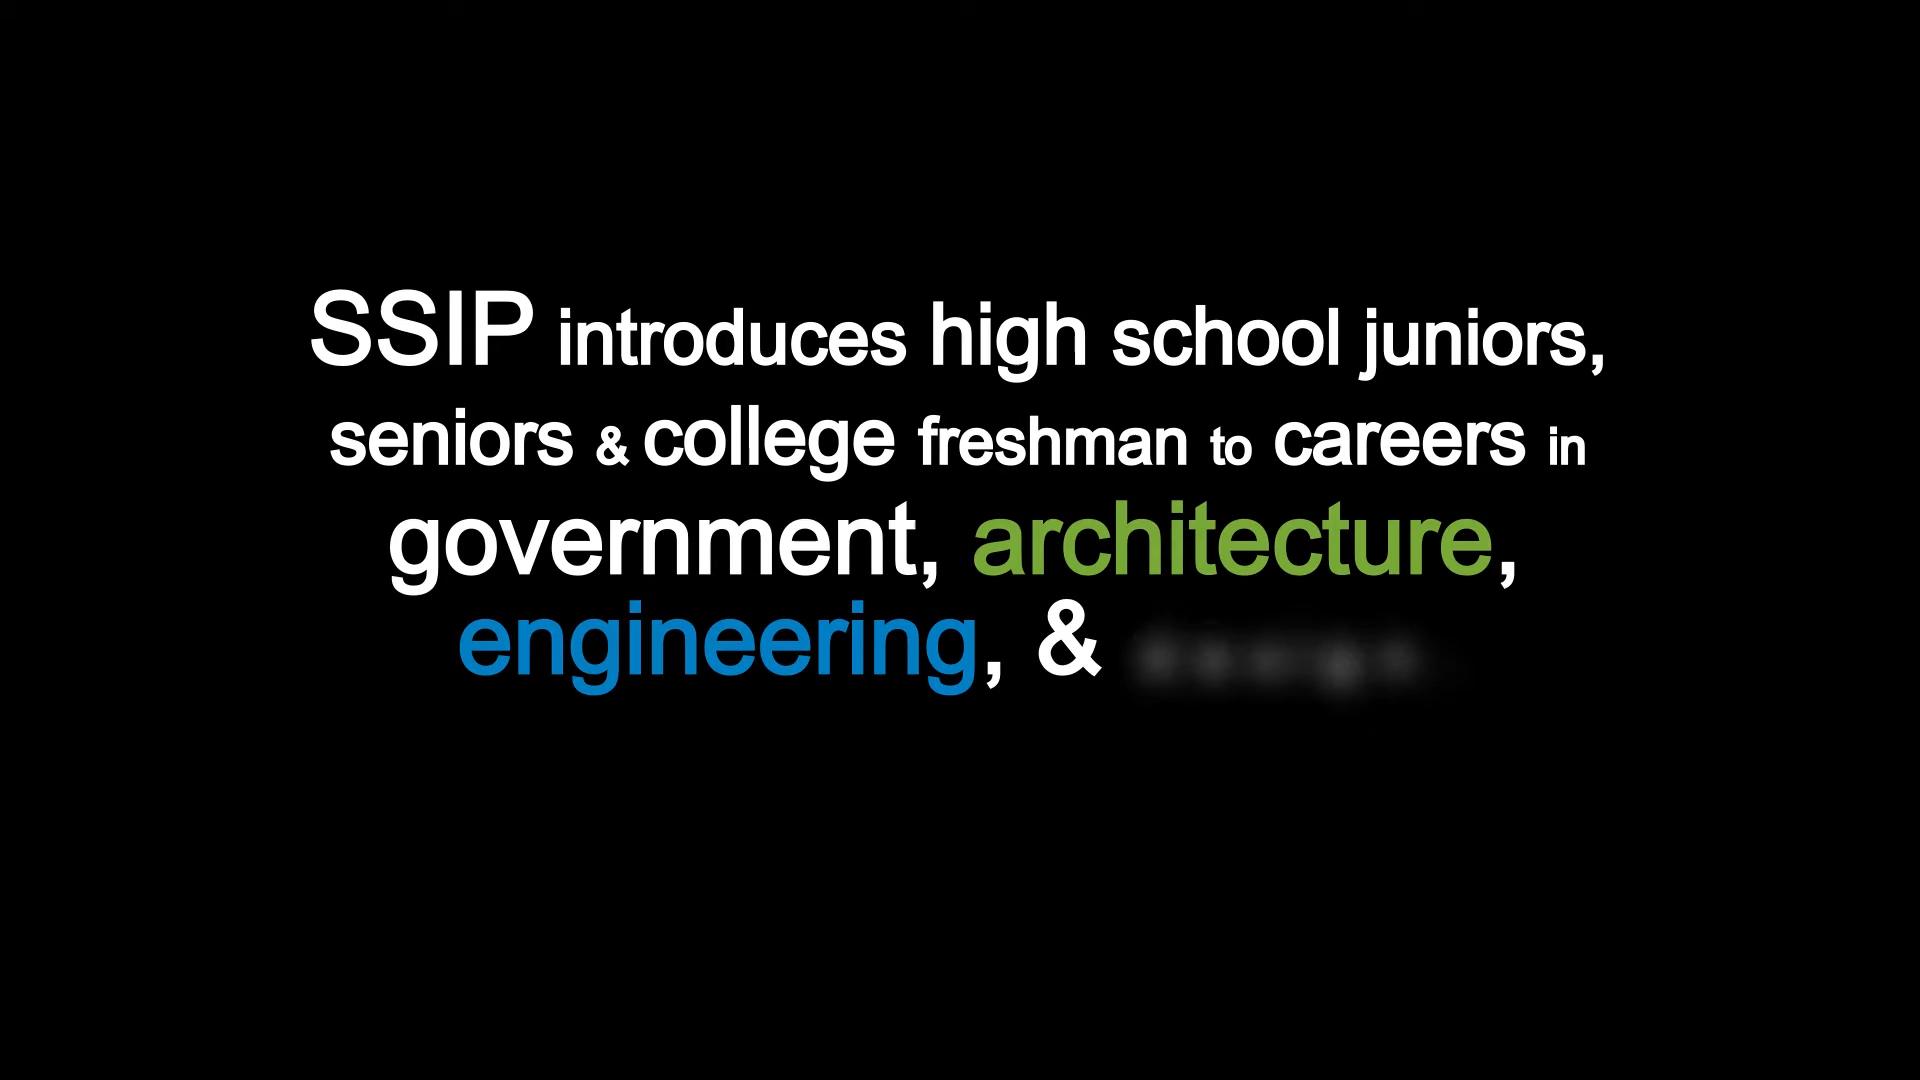 SSIP introduces high school juniors,
seniors & college freshman to careers in
government, architecture,
engineering, &